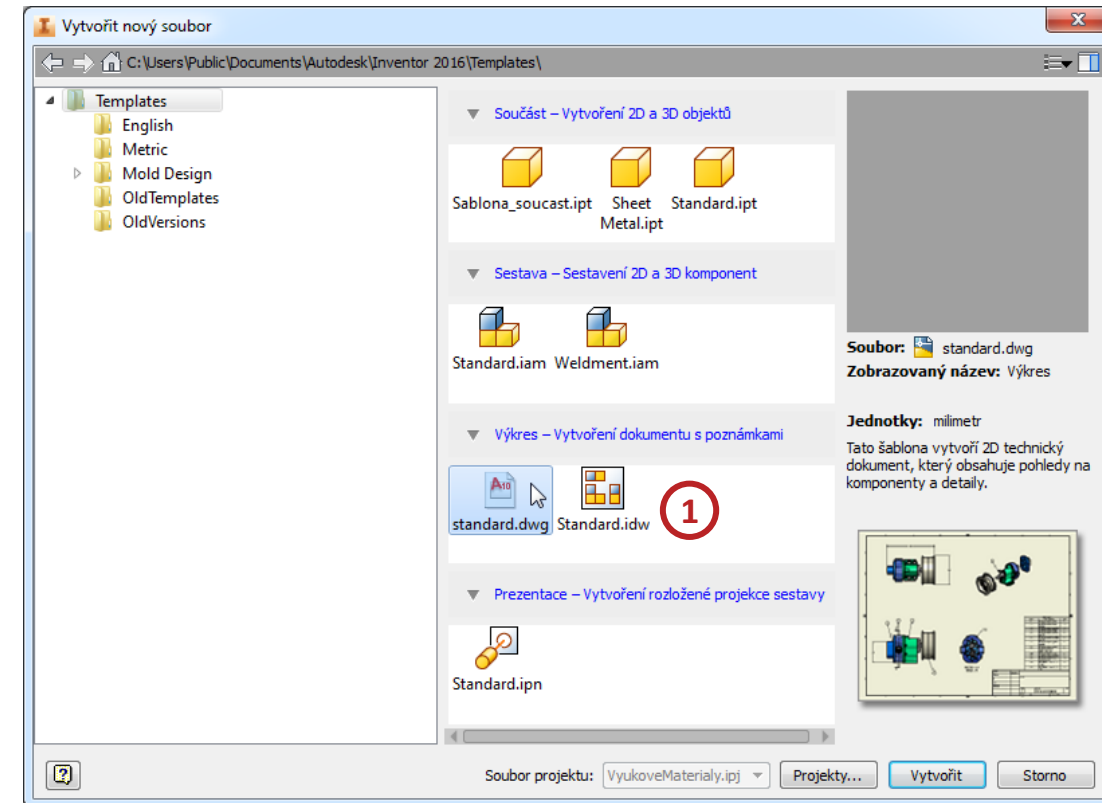 Vytvořit nový soubor
C:\Users\Public\Documents\Autodesk\Inventor 2016\Templates\
Templates
English
Metric
Mold Design
OldTemplates
OldVersions
Součást – Vytvoření 2D a 3D objektů
Sablona_soucast.ipt
Sheet
Metal.ipt
Standard.ipt
Sestava – Sestavení 2D a 3D komponent
Standard.iam
Weldment.iam
Výkres – Vytvoření dokumentu s poznámkami
standard.dwg
Standard.idw
1
Prezentace – Vytvoření rozložené projekce sestavy
Standard.ipn
Soubor: standard.dwg
Zobrazovaný název: Výkres
Jednotky: milimetr
Tato šablona vytvoří 2D technický
dokument, který obsahuje pohledy na
komponenty a detaily.
Soubor projektu: VyukoveMaterialy.ipj
Projekty...
Vytvořit
Storno